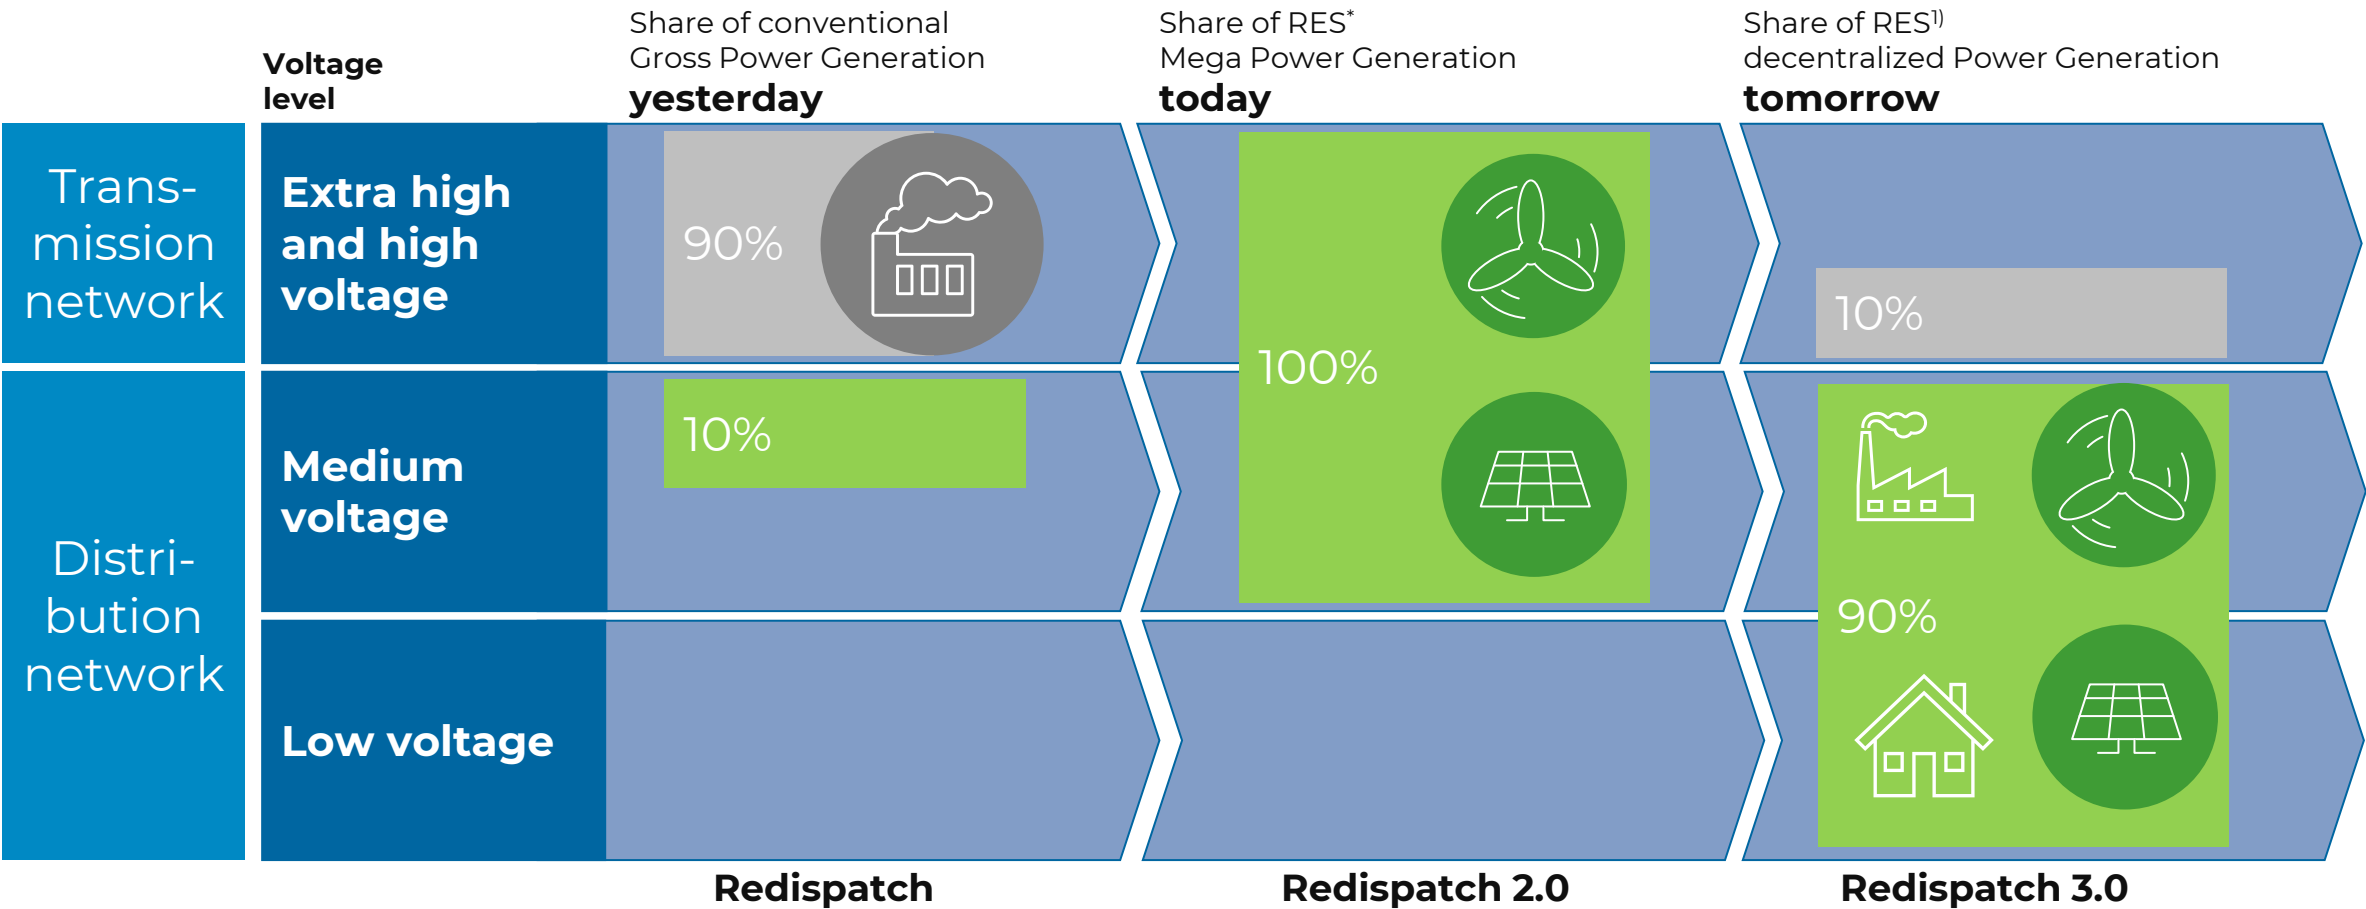 Voltage
level
Share of conventional
Gross Power Generation
yesterday
Share of RES*
Mega Power Generation
today
Share of RES1)
decentralized Power Generation
tomorrow
Trans-
mission
network
Extra high
and high
voltage
90%
100%
10%
Distri-
bution
network
Medium
voltage
10%
90%
Low voltage
Redispatch
Redispatch 2.0
Redispatch 3.0